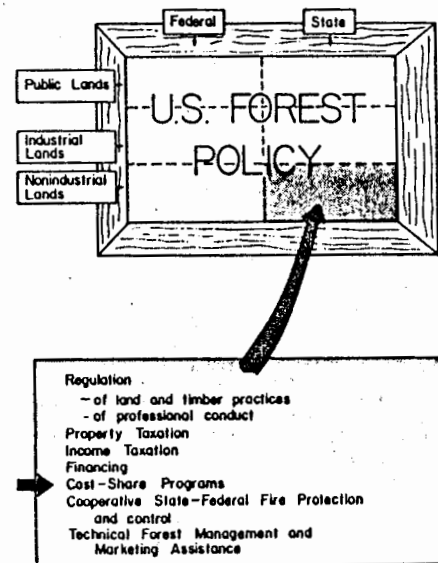 Federal
State
Public Lands
U.S. FOREST
Industrial
Lands
POLICY
Nonindustrial
Lands
Regulation
- of land and timber practices
- of professional conduct
Property Taxation
Income Taxation
Financing
Cost-Share Programs
Cooperative State-Federal Fire Protection
and control
Technical Forest Management and
Marketing Assistance